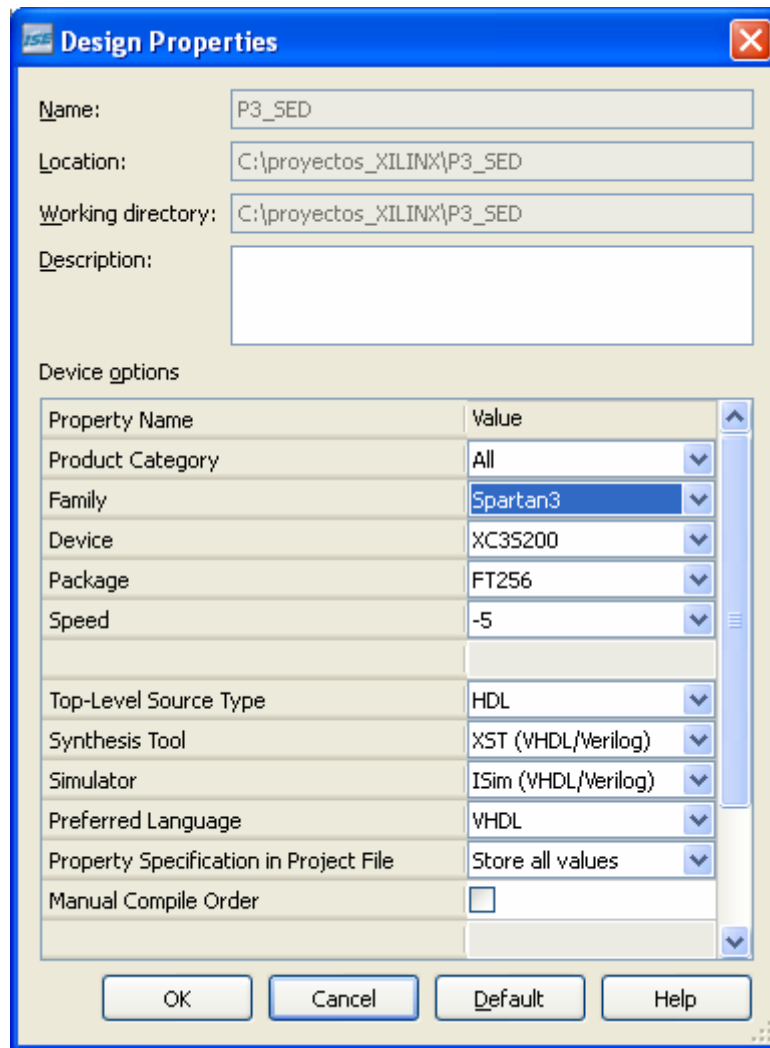 ISE Design Properties
Name: P3_SED
Location: C:\proyectos_XILINX\P3_SED
Working directory: C:\proyectos_XILINX\P3_SED
Description:
Device options
Property Name Value
Product Category All
Family Spartan3
Device XC3S200
Package FT256
Speed -5
Top-Level Source Type HDL
Synthesis Tool XST (VHDL/Verilog)
Simulator ISim (VHDL/Verilog)
Preferred Language VHDL
Property Specification in Project File Store all values
Manual Compile Order
OK Cancel Default Help